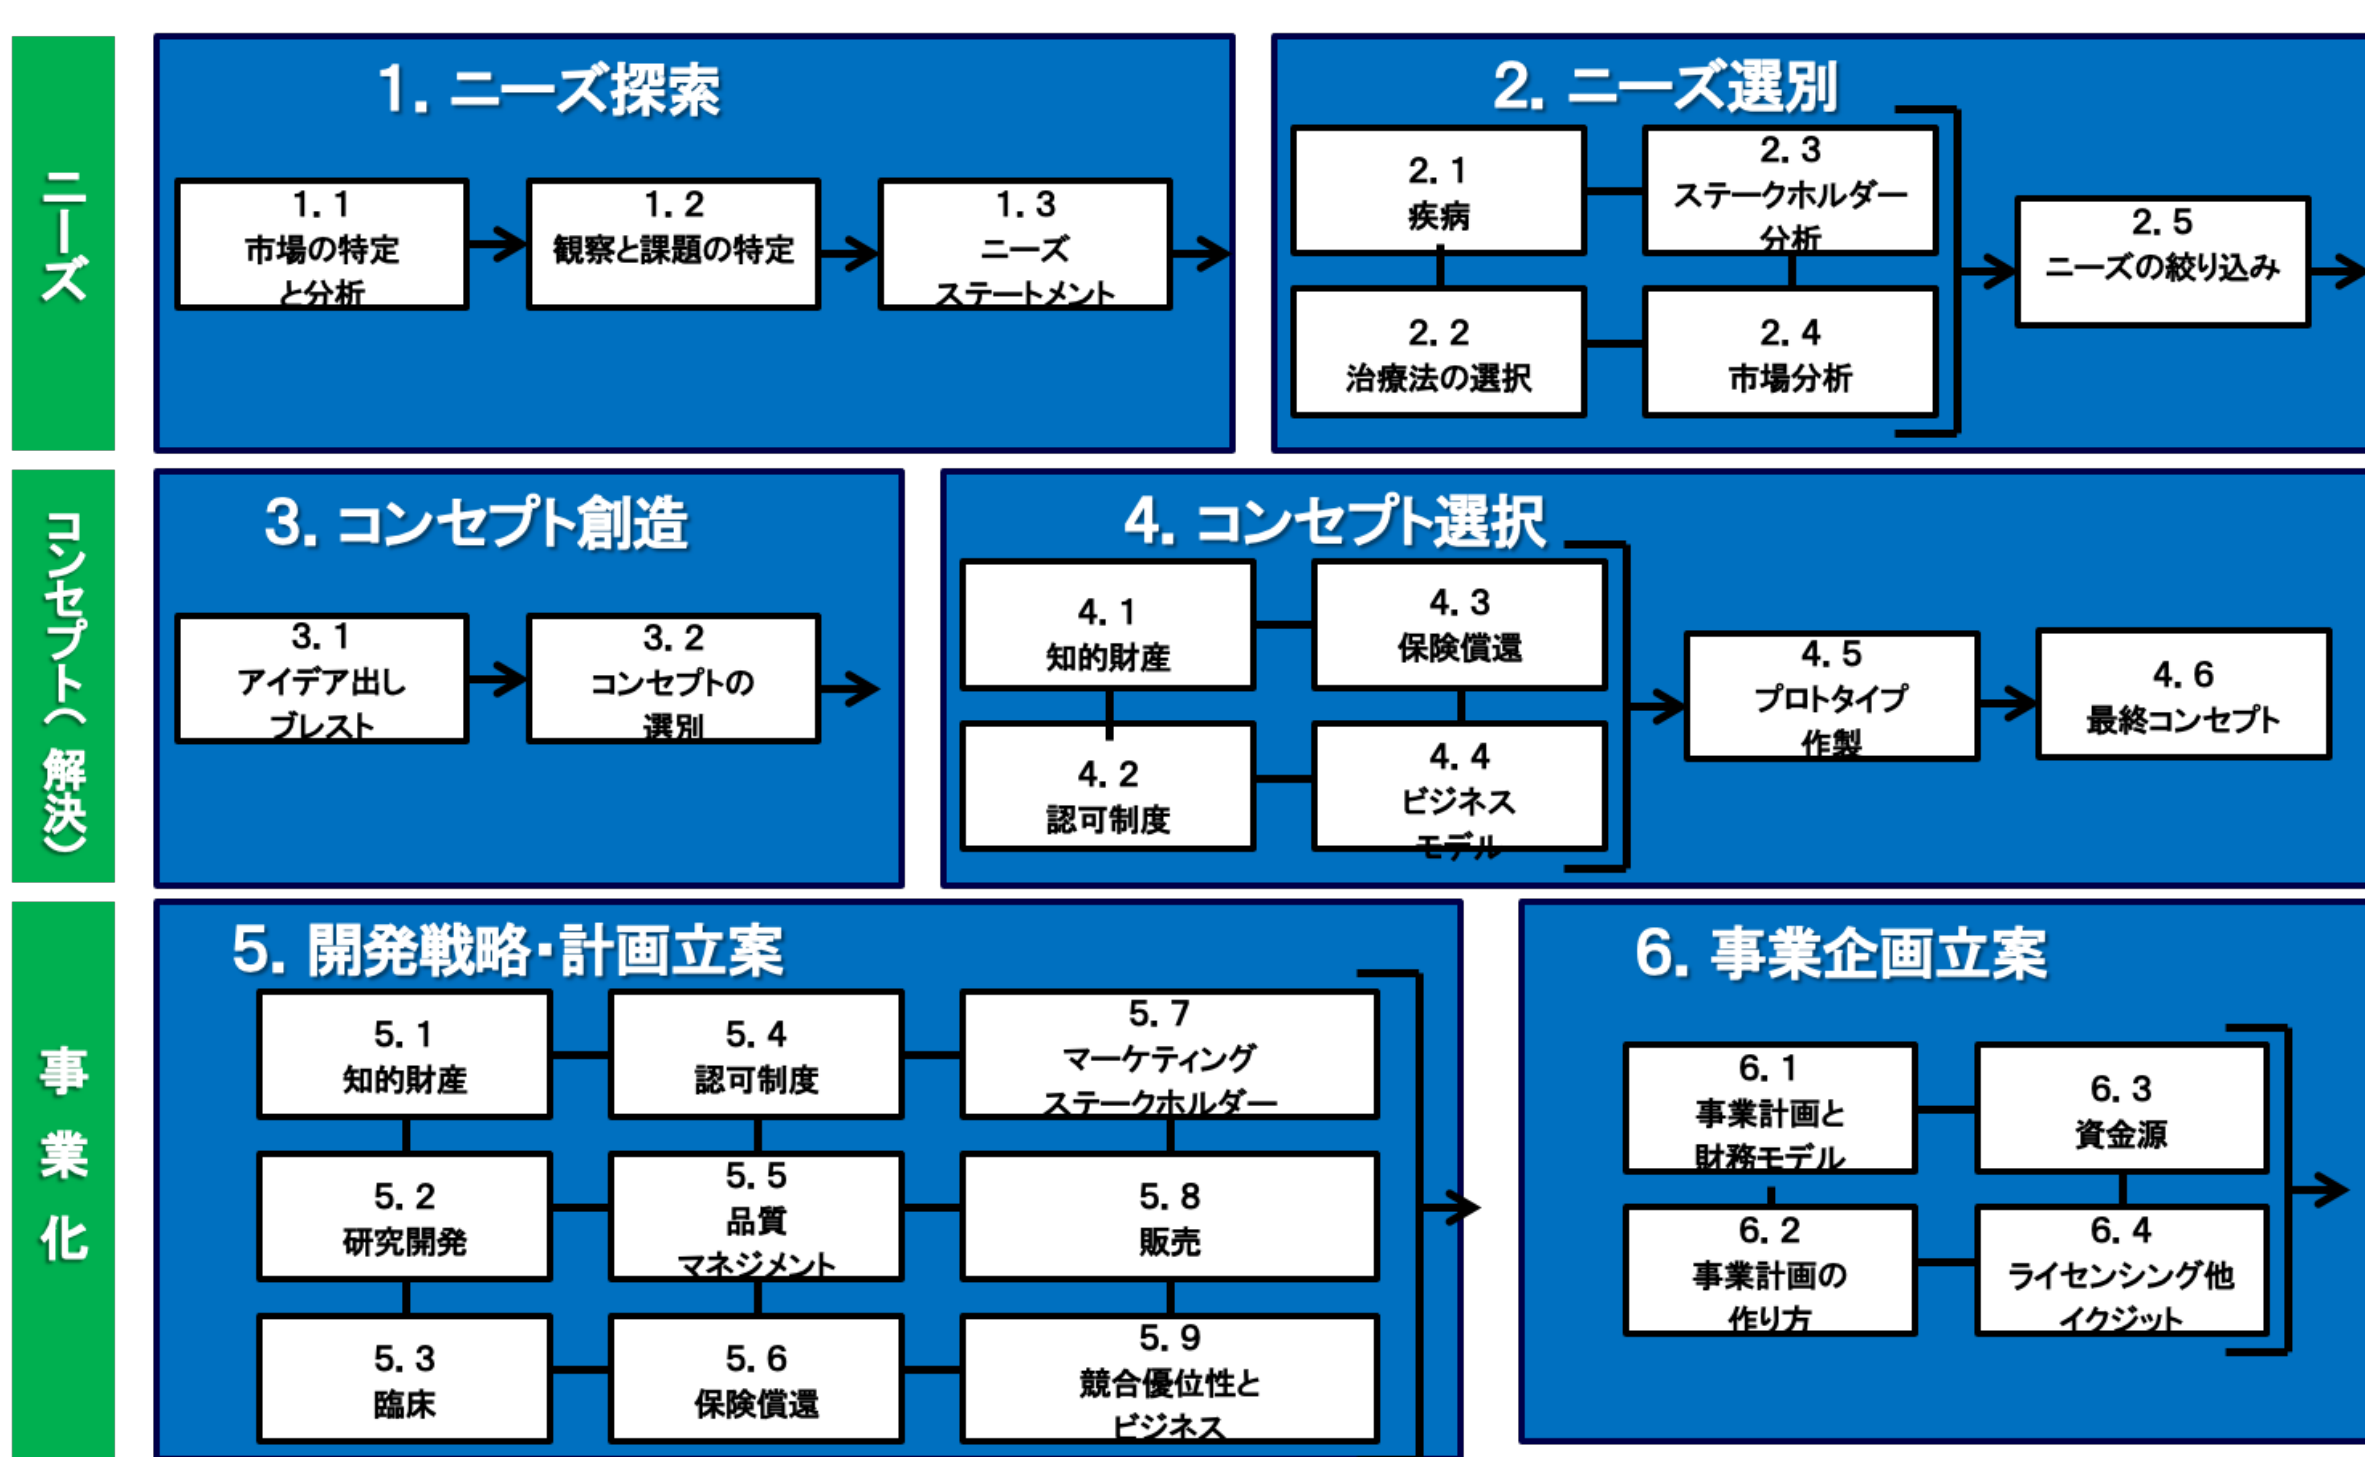 ニーズ
1. ニーズ探索
1. 1
市場の特定
と分析
1. 2
観察と課題の特定
1. 3
ニーズ
ステートメント
2. ニーズ選別
2. 1
疾病
2. 3
ステークホルダー
分析
2. 2
治療法の選択
2. 4
市場分析
2. 5
ニーズの絞り込み
コンセプト(解決)
3. コンセプト創造
3. 1
アイデア出し
ブレスト
3. 2
コンセプトの
選別
4. コンセプト選択
4. 1
知的財産
4. 3
保険償還
4. 2
認可制度
4. 4
ビジネス
モデル
4. 5
プロトタイプ
作製
4. 6
最終コンセプト
事業化
5. 開発戦略・計画立案
5. 1
知的財産
5. 4
認可制度
5. 7
マーケティング
ステークホルダー
5. 2
研究開発
5. 5
品質
マネジメント
5. 8
販売
5. 3
臨床
5. 6
保険償還
5. 9
競合優位性と
ビジネス
6. 事業企画立案
6. 1
事業計画と
財務モデル
6. 3
資金源
6. 2
事業計画の
作り方
6. 4
ライセンシング他
イクジット